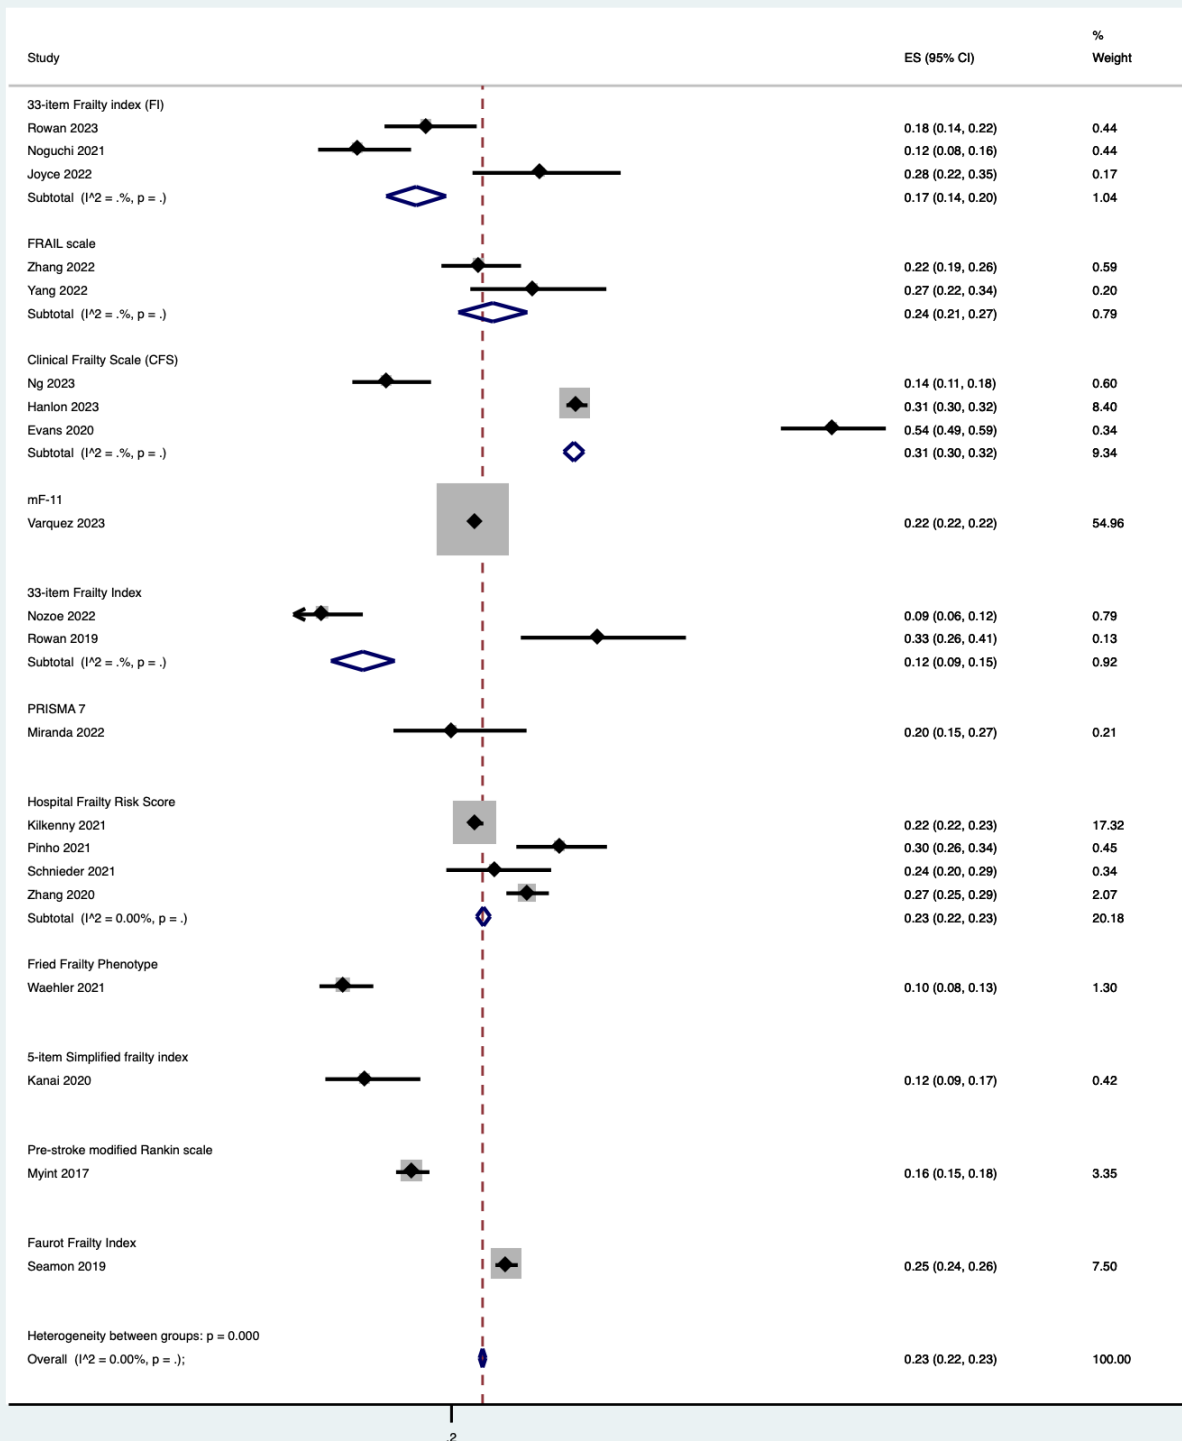 %
Study ES (95% CI) Weight
33-item Frailty index (FI)
Rowan 2023 0.18 (0.14, 0.22) 0.44
Noguchi 2021 0.12 (0.08, 0.16) 0.44
Joyce 2022 0.28 (0.22, 0.35) 0.17
Subtotal (I^2 = .%, p = .) 0.17 (0.14, 0.20) 1.04
FRAIL scale
Zhang 2022 0.22 (0.19, 0.26) 0.59
Yang 2022 0.27 (0.22, 0.34) 0.20
Subtotal (I^2 = .%, p = .) 0.24 (0.21, 0.27) 0.79
Clinical Frailty Scale (CFS)
Ng 2023 0.14 (0.11, 0.18) 0.60
Hanlon 2023 0.31 (0.30, 0.32) 8.40
Evans 2020 0.54 (0.49, 0.59) 0.34
Subtotal (I^2 = .%, p = .) 0.31 (0.30, 0.32) 9.34
mF-11
Varquez 2023 0.22 (0.22, 0.22) 54.96
33-item Frailty Index
Nozoe 2022 0.09 (0.06, 0.12) 0.79
Rowan 2019 0.33 (0.26, 0.41) 0.13
Subtotal (I^2 = .%, p = .) 0.12 (0.09, 0.15) 0.92
PRISMA 7
Miranda 2022 0.20 (0.15, 0.27) 0.21
Hospital Frailty Risk Score
Kilkenny 2021 0.22 (0.22, 0.23) 17.32
Pinho 2021 0.30 (0.26, 0.34) 0.45
Schnieder 2021 0.24 (0.20, 0.29) 0.34
Zhang 2020 0.27 (0.25, 0.29) 2.07
Subtotal (I^2 = 0.00%, p = .) 0.23 (0.22, 0.23) 20.18
Fried Frailty Phenotype
Waehler 2021 0.10 (0.08, 0.13) 1.30
5-item Simplified frailty index
Kanai 2020 0.12 (0.09, 0.17) 0.42
Pre-stroke modified Rankin scale
Myint 2017 0.16 (0.15, 0.18) 3.35
Faurot Frailty Index
Seamon 2019 0.25 (0.24, 0.26) 7.50
Heterogeneity between groups: p = 0.000
Overall (I^2 = 0.00%, p = .); 0.23 (0.22, 0.23) 100.00
.2